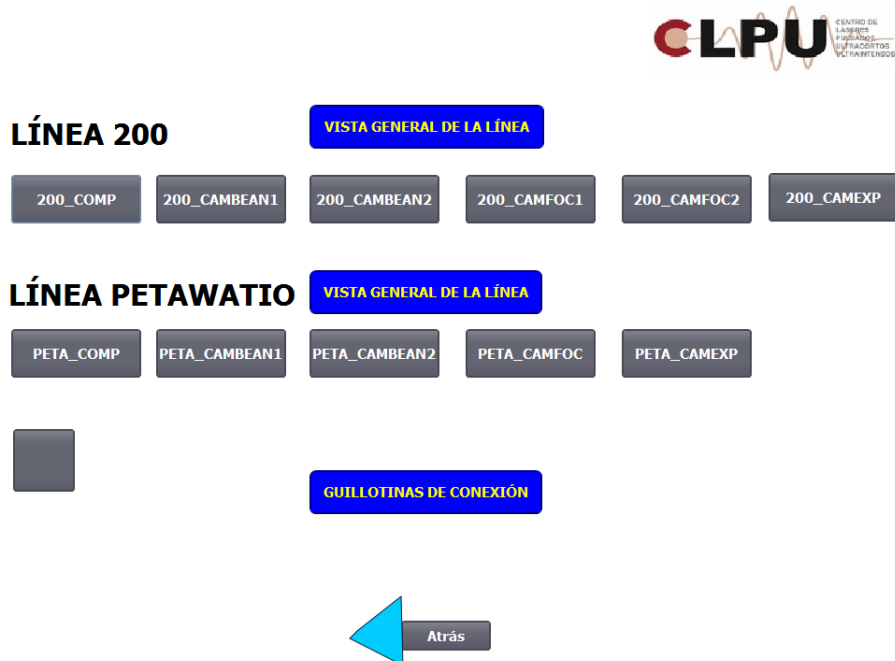 CLPU
CENTRO DE
LÁSERES
PULSADOS
ULTRACORTOS
ULTRAINTENSOS
LÍNEA 200
VISTA GENERAL DE LA LÍNEA
200_COMP
200_CAMBEAN1
200_CAMBEAN2
200_CAMFOC1
200_CAMFOC2
200_CAMEXP
LÍNEA PETAWATIO
VISTA GENERAL DE LA LÍNEA
PETA_COMP
PETA_CAMBEAN1
PETA_CAMBEAN2
PETA_CAMFOC
PETA_CAMEXP
GUILLOTINAS DE CONEXIÓN
Atrás